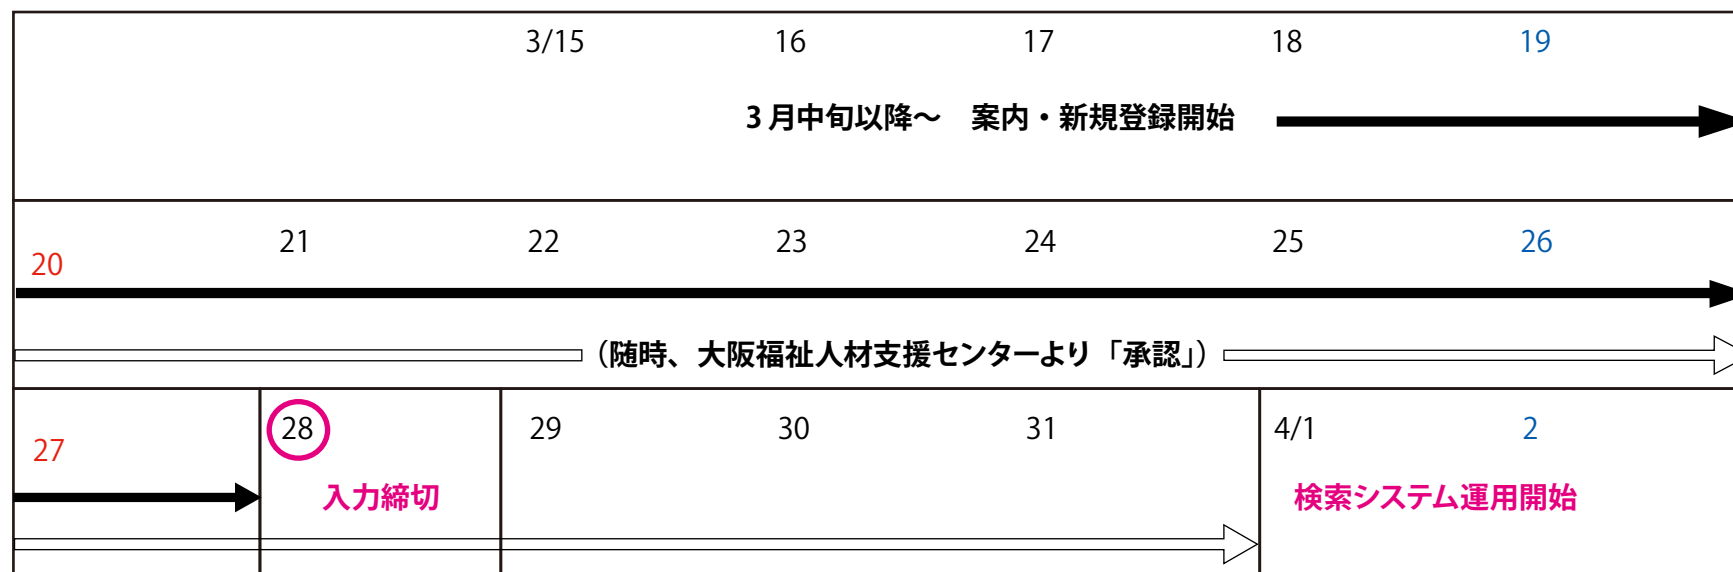 3/15 16 17 18 19
3月中旬以降～　案内・新規登録開始
20 21 22 23 24 25 26
（随時、大阪福祉人材支援センターより「承認」）
27 28 29 30 31 4/1 2
入力締切 検索システム運用開始